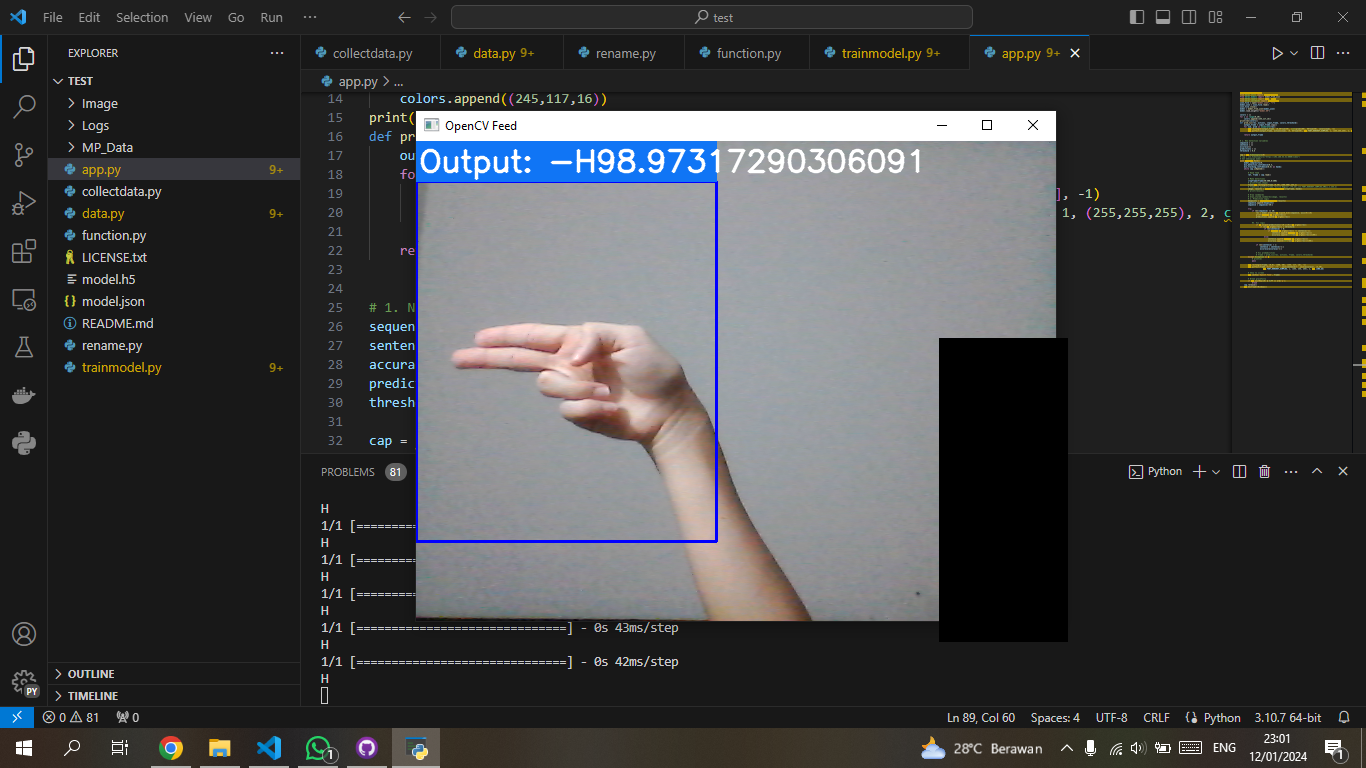 File Edit Selection View Go Run ··· test
EXPLORER ···
TEST
Image
Logs
MP_Data
app.py 9+
collectdata.py
data.py 9+
function.py
LICENSE.txt
model.h5
model.json
README.md
rename.py
trainmodel.py 9+
OUTLINE
TIMELINE
collectdata.py data.py 9+ rename.py function.py trainmodel.py 9+ app.py 9+
app.py > ...
14 colors.append((245,117,16))
15 print(
16 def pr
17 ou
18 fo
19 ], -1)
20 1, (255,255,255), 2, c
21
22 re
23
24
25 # 1. N
26 sequen
27 senten
28 accura
29 predic
30 thresh
31
32 cap =
OpenCV Feed
Output: -H98.97317290306091
PROBLEMS 81 Python
H
1/1 [=========
H
1/1 [=========
H
1/1 [=========
H
1/1 [==============================] - 0s 43ms/step
H
1/1 [==============================] - 0s 42ms/step
H
PY
0 81 0 Ln 89, Col 60 Spaces: 4 UTF-8 CRLF Python 3.10.7 64-bit
1 28°C Berawan ENG 23:01
12/01/2024 1